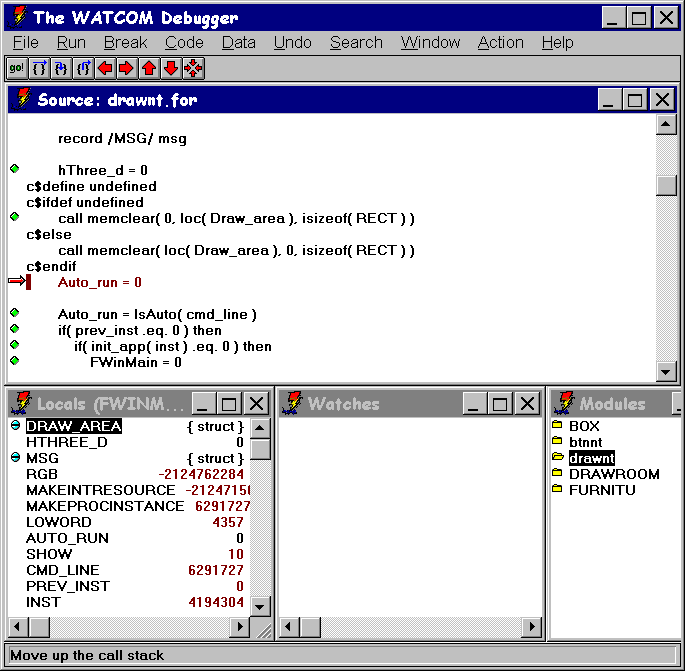 The WATCOM Debugger
File Run Break Code Data Undo Search Window Action Help
go!
Source: drawnt.for
record /MSG/ msg
hThree_d = 0
c$define undefined
c$ifdef undefined
call memclear( 0, loc( Draw_area ), isizeof( RECT ) )
c$else
call memclear( loc( Draw_area ), 0, isizeof( RECT ) )
c$endif
Auto_run = 0
Auto_run = IsAuto( cmd_line )
if( prev_inst .eq. 0 ) then
if( init_app( inst ) .eq. 0 ) then
FWinMain = 0
Locals (FWINM...
DRAW_AREA { struct }
HTHREE_D 0
MSG { struct }
RGB -2124762284
MAKEINTRESOURCE -21247150
MAKEPROCINSTANCE 6291727
LOWORD 4357
AUTO_RUN 0
SHOW 10
CMD_LINE 6291727
PREV_INST 0
INST 4194304
Watches
Modules
BOX
btnnt
drawnt
DRAWROOM
FURNITU
Move up the call stack